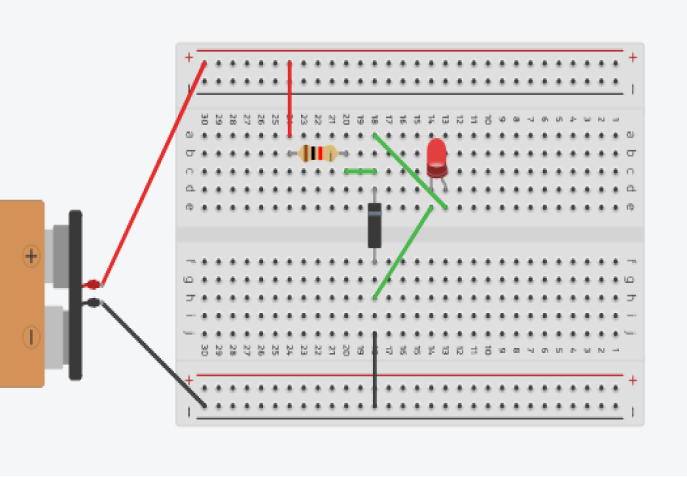 + +
− −
30 29 28 27 26 25 24 23 22 21 20 19 18 17 16 15 14 13 12 11 10 9 8 7 6 5 4 3 2 1
a a
b b
c c
d d
e e
+
f f
g g
h h
−
i i
j j
30 29 28 27 26 25 24 23 22 21 20 19 18 17 16 15 14 13 12 11 10 9 8 7 6 5 4 3 2 1
+ +
− −